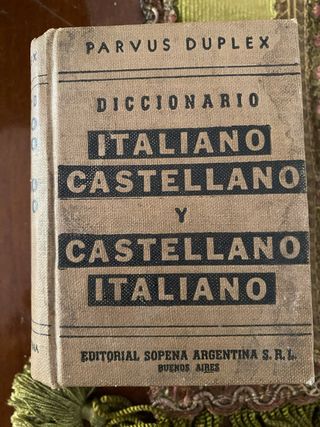 PARVUS DUPLEX
DICCIONARIO
ITALIANO
CASTELLANO
Y
CASTELLANO
ITALIANO
EDITORIAL SOPENA ARGENTINA S. R. L.
BUENOS AIRES